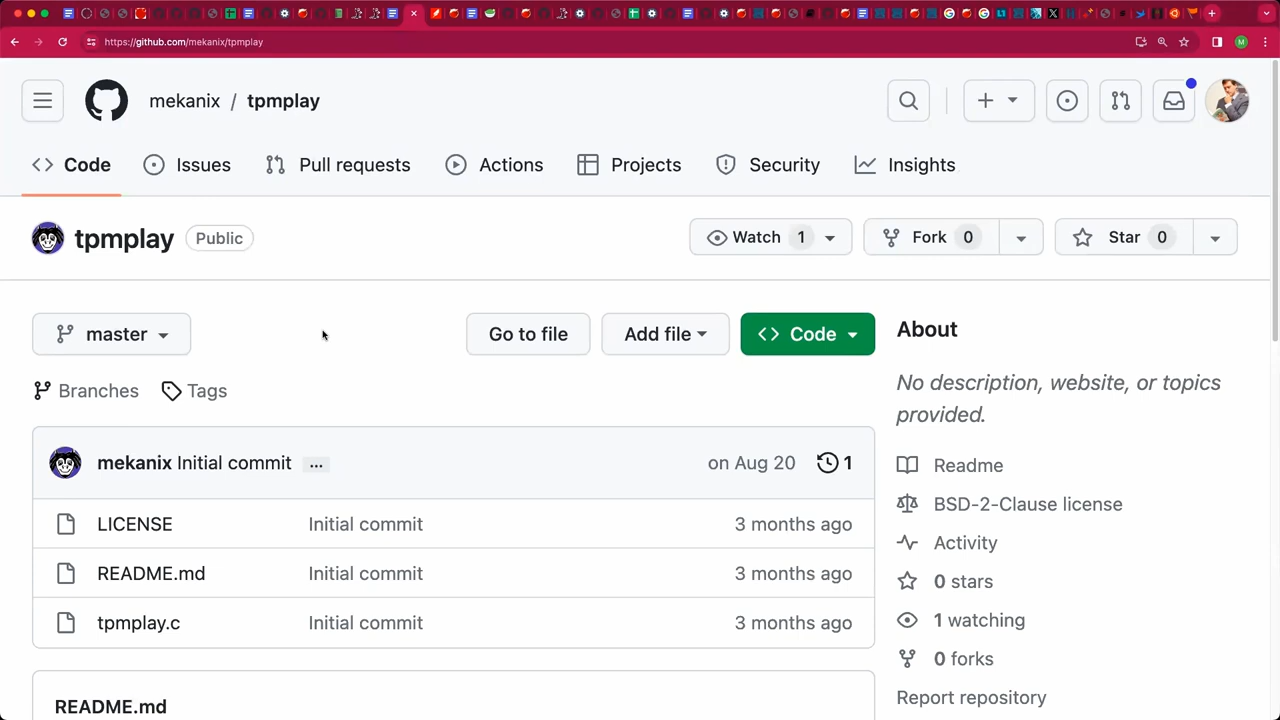 https://github.com/mekanix/tpmplay
M
mekanix / tpmplay
Code Issues Pull requests Actions Projects Security Insights
tpmplay Public
Watch 1 Fork 0 Star 0
master Go to file Add file Code
Branches Tags
mekanix Initial commit ... on Aug 20 1
LICENSE Initial commit 3 months ago
README.md Initial commit 3 months ago
tpmplay.c Initial commit 3 months ago
README.md
About
No description, website, or topics
provided.
Readme
BSD-2-Clause license
Activity
0 stars
1 watching
0 forks
Report repository